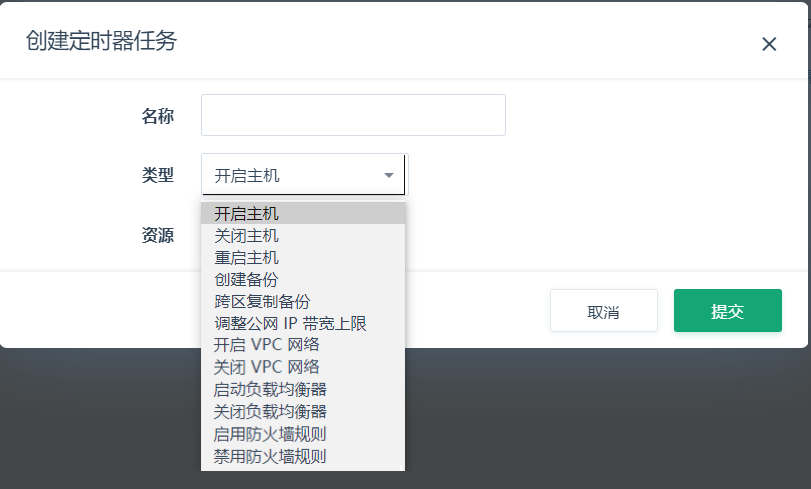 创建定时器任务
名称
类型 开启主机
开启主机
关闭主机
资源
重启主机
创建备份
跨区复制备份
调整公网 IP 带宽上限
取消 提交
开启 VPC 网络
关闭 VPC 网络
启动负载均衡器
关闭负载均衡器
启用防火墙规则
禁用防火墙规则